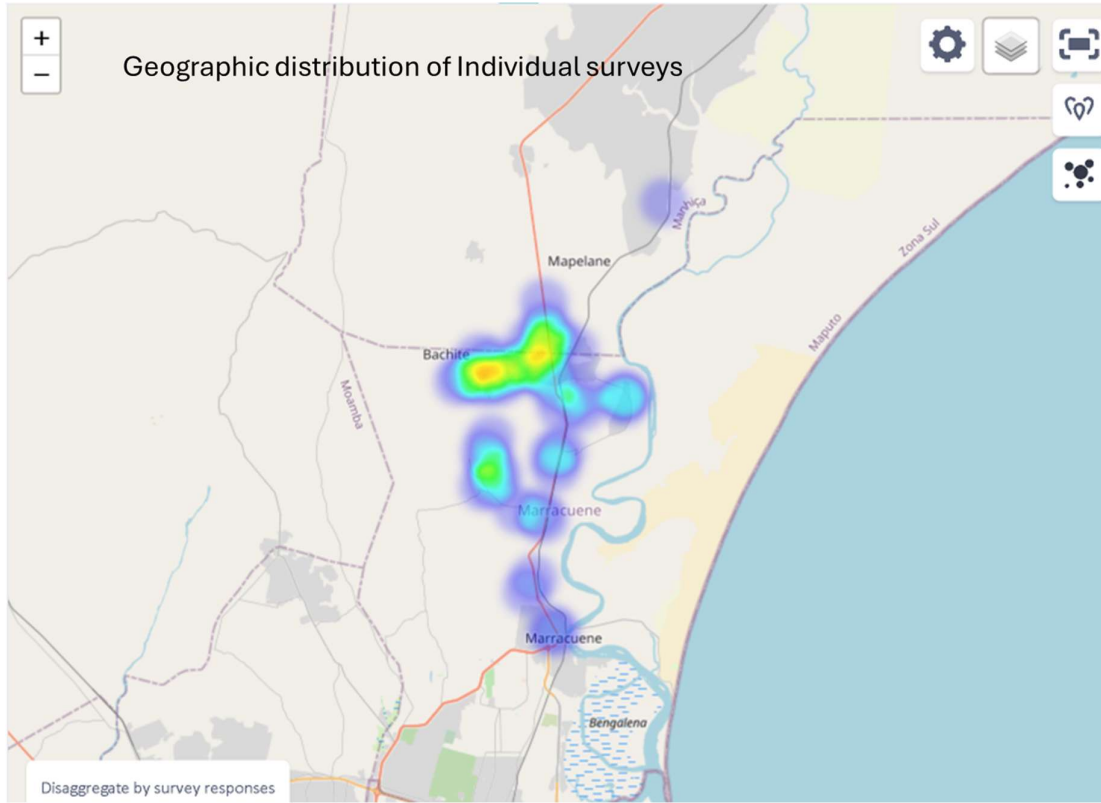 +
−
Geographic distribution of Individual surveys
Manhiça
Zona Sul
Mapelane
Maputo
Bachite
Moamba
Marracuene
Marracuene
Bengalena
Disaggregate by survey responses